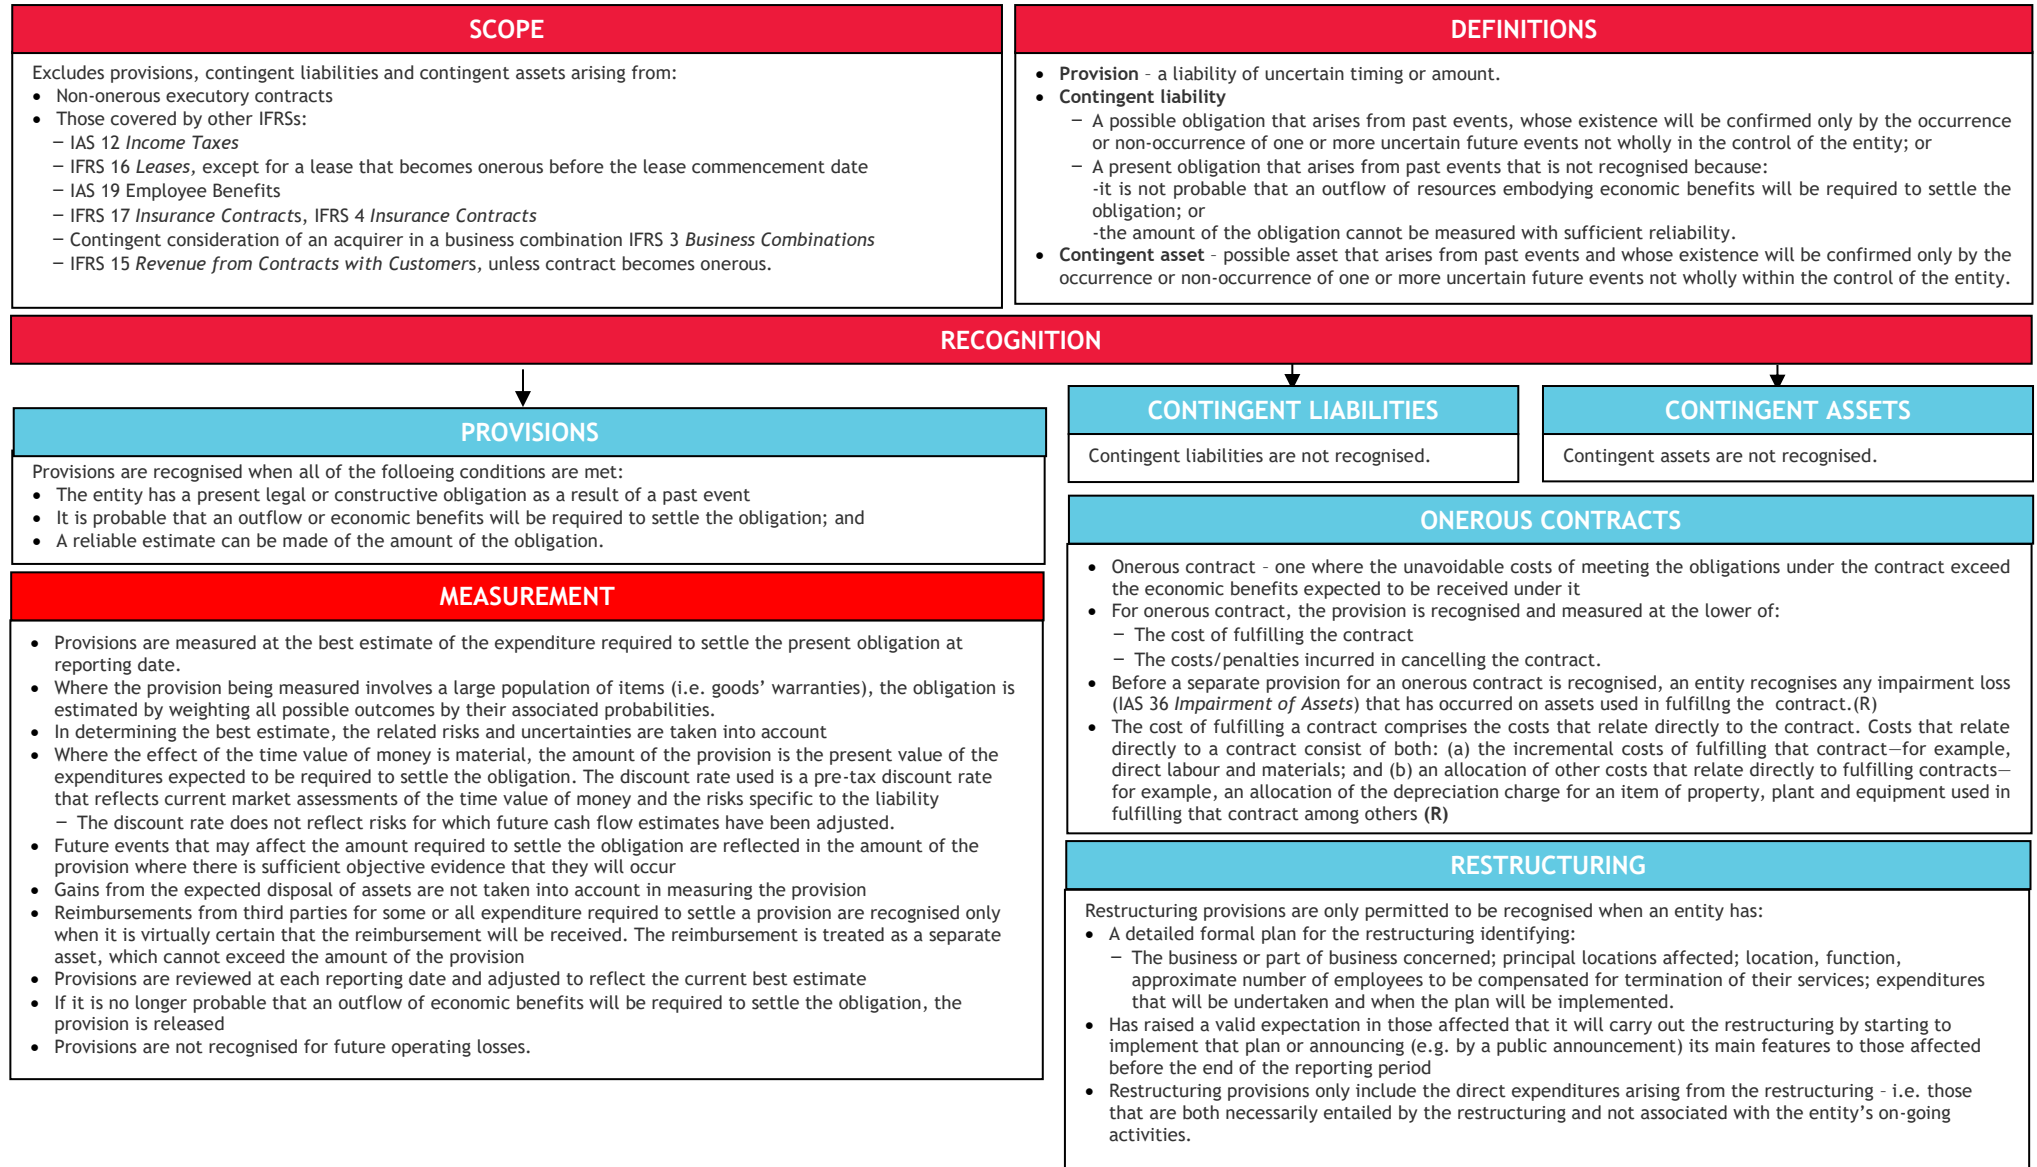 SCOPE
Excludes provisions, contingent liabilities and contingent assets arising from:
• Non-onerous executory contracts
• Those covered by other IFRSs:
− IAS 12 Income Taxes
− IFRS 16 Leases, except for a lease that becomes onerous before the lease commencement date
− IAS 19 Employee Benefits
− IFRS 17 Insurance Contracts, IFRS 4 Insurance Contracts
− Contingent consideration of an acquirer in a business combination IFRS 3 Business Combinations
− IFRS 15 Revenue from Contracts with Customers, unless contract becomes onerous.
DEFINITIONS
• Provision – a liability of uncertain timing or amount.
• Contingent liability
− A possible obligation that arises from past events, whose existence will be confirmed only by the occurrence
or non-occurrence of one or more uncertain future events not wholly in the control of the entity; or
− A present obligation that arises from past events that is not recognised because:
-it is not probable that an outflow of resources embodying economic benefits will be required to settle the
obligation; or
-the amount of the obligation cannot be measured with sufficient reliability.
• Contingent asset – possible asset that arises from past events and whose existence will be confirmed only by the
occurrence or non-occurrence of one or more uncertain future events not wholly within the control of the entity.
RECOGNITION
PROVISIONS
Provisions are recognised when all of the folloeing conditions are met:
• The entity has a present legal or constructive obligation as a result of a past event
• It is probable that an outflow or economic benefits will be required to settle the obligation; and
• A reliable estimate can be made of the amount of the obligation.
MEASUREMENT
• Provisions are measured at the best estimate of the expenditure required to settle the present obligation at
reporting date.
• Where the provision being measured involves a large population of items (i.e. goods’ warranties), the obligation is
estimated by weighting all possible outcomes by their associated probabilities.
• In determining the best estimate, the related risks and uncertainties are taken into account
• Where the effect of the time value of money is material, the amount of the provision is the present value of the
expenditures expected to be required to settle the obligation. The discount rate used is a pre-tax discount rate
that reflects current market assessments of the time value of money and the risks specific to the liability
− The discount rate does not reflect risks for which future cash flow estimates have been adjusted.
• Future events that may affect the amount required to settle the obligation are reflected in the amount of the
provision where there is sufficient objective evidence that they will occur
• Gains from the expected disposal of assets are not taken into account in measuring the provision
• Reimbursements from third parties for some or all expenditure required to settle a provision are recognised only
when it is virtually certain that the reimbursement will be received. The reimbursement is treated as a separate
asset, which cannot exceed the amount of the provision
• Provisions are reviewed at each reporting date and adjusted to reflect the current best estimate
• If it is no longer probable that an outflow of economic benefits will be required to settle the obligation, the
provision is released
• Provisions are not recognised for future operating losses.
CONTINGENT LIABILITIES
Contingent liabilities are not recognised.
CONTINGENT ASSETS
Contingent assets are not recognised.
ONEROUS CONTRACTS
• Onerous contract – one where the unavoidable costs of meeting the obligations under the contract exceed
the economic benefits expected to be received under it
• For onerous contract, the provision is recognised and measured at the lower of:
− The cost of fulfilling the contract
− The costs/penalties incurred in cancelling the contract.
• Before a separate provision for an onerous contract is recognised, an entity recognises any impairment loss
(IAS 36 Impairment of Assets) that has occurred on assets used in fulfillng the contract.(R)
• The cost of fulfilling a contract comprises the costs that relate directly to the contract. Costs that relate
directly to a contract consist of both: (a) the incremental costs of fulfilling that contract—for example,
direct labour and materials; and (b) an allocation of other costs that relate directly to fulfilling contracts—
for example, an allocation of the depreciation charge for an item of property, plant and equipment used in
fulfilling that contract among others (R)
RESTRUCTURING
Restructuring provisions are only permitted to be recognised when an entity has:
• A detailed formal plan for the restructuring identifying:
− The business or part of business concerned; principal locations affected; location, function,
approximate number of employees to be compensated for termination of their services; expenditures
that will be undertaken and when the plan will be implemented.
• Has raised a valid expectation in those affected that it will carry out the restructuring by starting to
implement that plan or announcing (e.g. by a public announcement) its main features to those affected
before the end of the reporting period
• Restructuring provisions only include the direct expenditures arising from the restructuring – i.e. those
that are both necessarily entailed by the restructuring and not associated with the entity’s on-going
activities.